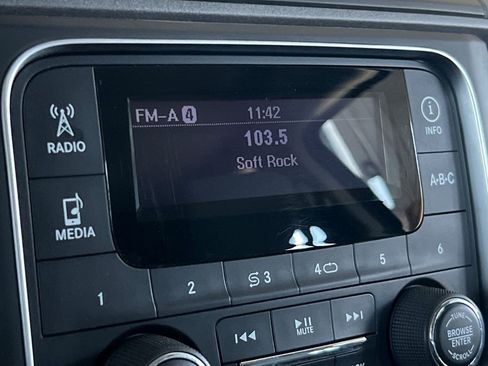 FM-A 4 11:42
103.5
Soft Rock
RADIO
MEDIA
i
INFO
A-B-C
1 2 3 4 5 6
MUTE
TUNE
BROWSE
ENTER